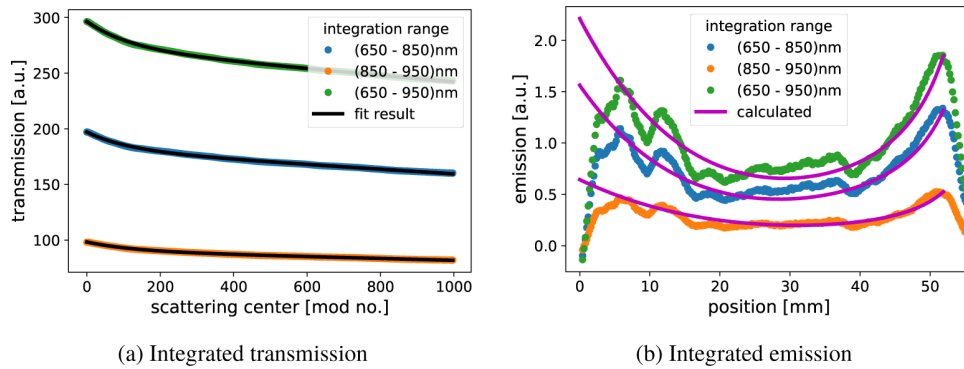 300
250
200
150
100
transmission [a.u.]
integration range
(650 - 850)nm
(850 - 950)nm
(650 - 950)nm
fit result
0 200 400 600 800 1000
scattering center [mod no.]
(a) Integrated transmission
2.0
1.5
1.0
0.5
0.0
emission [a.u.]
integration range
(650 - 850)nm
(850 - 950)nm
(650 - 950)nm
calculated
0 10 20 30 40 50
position [mm]
(b) Integrated emission